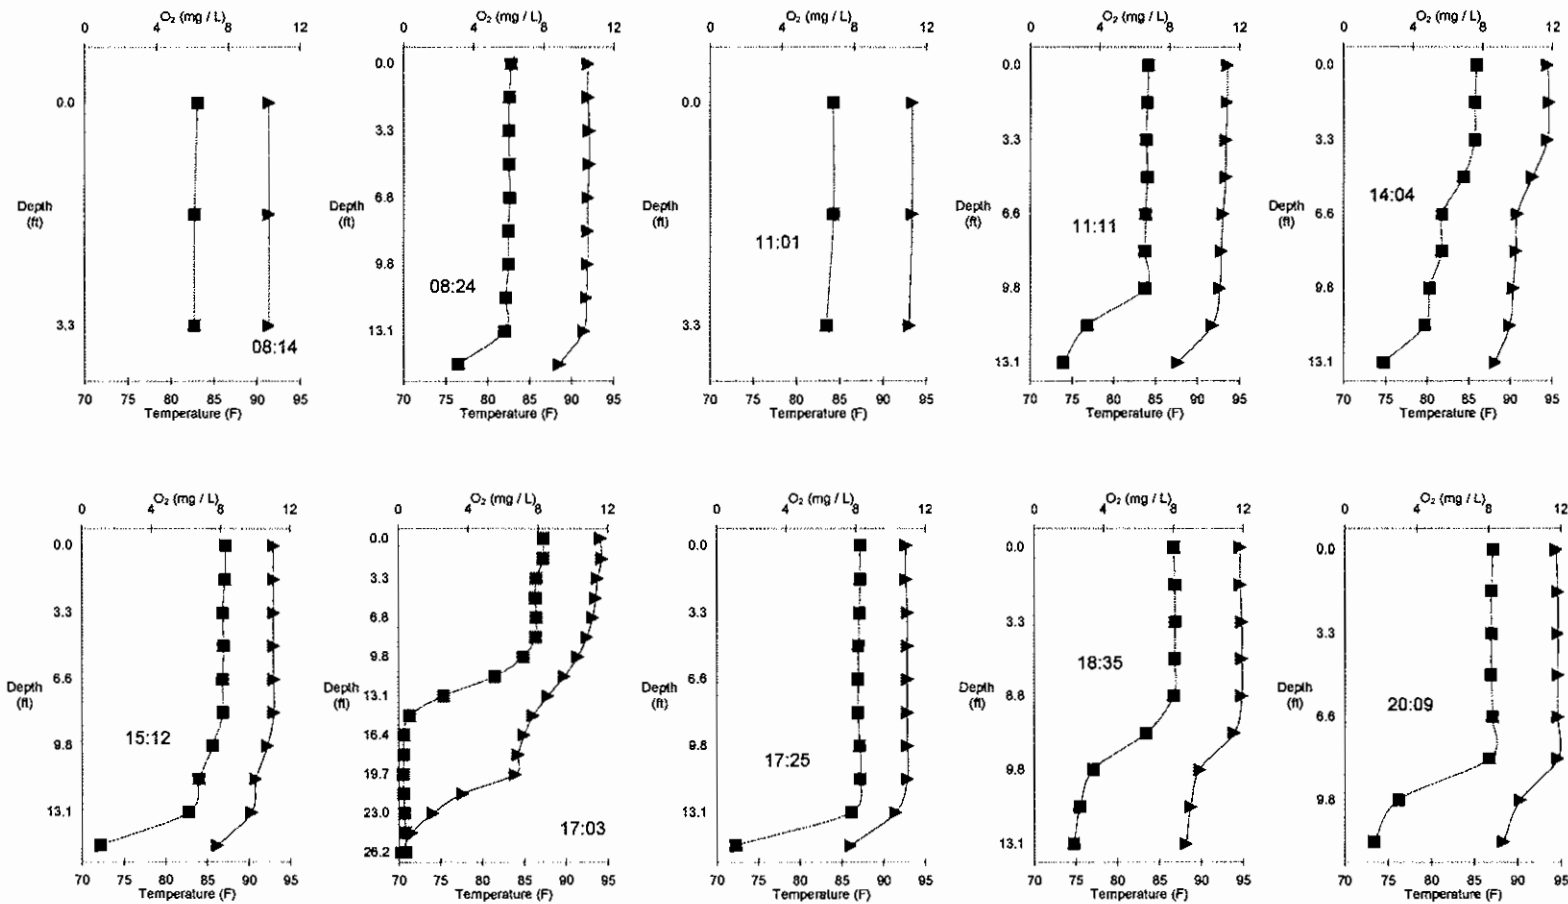 O₂ (mg / L) O₂ (mg / L) O₂ (mg / L) O₂ (mg / L) O₂ (mg / L)
0 4 8 12 0 4 8 12 0 4 8 12 0 4 8 12 0 4 8 12
0.0 3.3
Depth
(ft)
08:14
70 75 80 85 90 95
Temperature (F)
0.0 3.3 6.8 9.8 13.1
Depth
(ft)
08:24
70 75 80 85 90 95
Temperature (F)
0.0 3.3
Depth
(ft)
11:01
70 75 80 85 90 95
Temperature (F)
0.0 3.3 6.6 9.8 13.1
Depth
(ft)
11:11
70 75 80 85 90 95
Temperature (F)
0.0 3.3 6.6 9.8 13.1
Depth
(ft)
14:04
70 75 80 85 90 95
Temperature (F)
O₂ (mg / L) O₂ (mg / L) O₂ (mg / L) O₂ (mg / L) O₂ (mg / L)
0 4 8 12 0 4 8 12 0 4 8 12 0 4 8 12 0 4 8 12
0.0 3.3 6.6 9.8 13.1
Depth
(ft)
15:12
70 75 80 85 90 95
Temperature (F)
0.0 3.3 6.8 9.8 13.1 16.4 19.7 23.0 26.2
Depth
(ft)
17:03
70 75 80 85 90 95
Temperature (F)
0.0 3.3 6.6 9.8 13.1
Depth
(ft)
17:25
70 75 80 85 90 95
Temperature (F)
0.0 3.3 8.8 9.8 13.1
Depth
(ft)
18:35
70 75 80 85 90 95
Temperature (F)
0.0 3.3 6.6 9.8
Depth
(ft)
20:09
70 75 80 85 90 95
Temperature (F)